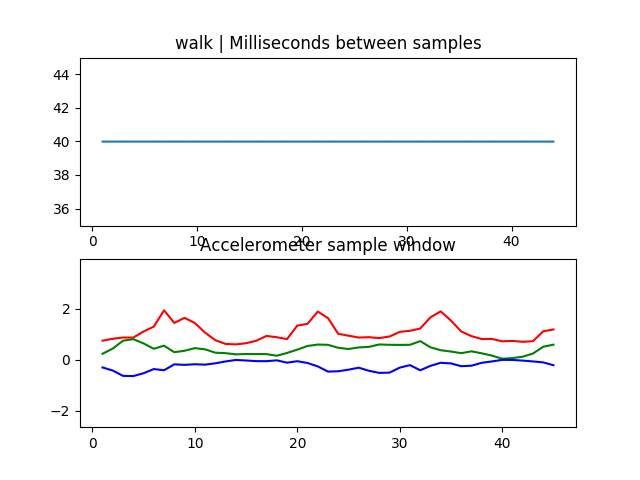 walk | Milliseconds between samples
44
42
40
38
36
0 10 20 30 40
Accelerometer sample window
2
0
−2
0 10 20 30 40